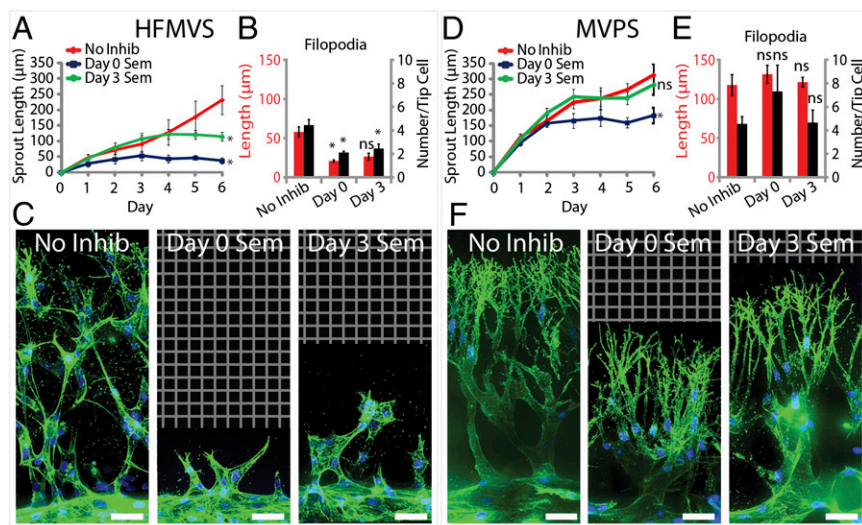 A HFMVS
No Inhib
Day 0 Sem
Day 3 Sem
Sprout Length (μm)
350
300
250
200
150
100
50
0
*
*
0 1 2 3 4 5 6
Day
B
Filopodia
Length (μm)
150
100
50
0
* * ns *
10
8
6
4
2
0
Number/Tip Cell
No Inhib Day 0 Day 3
C
No Inhib Day 0 Sem Day 3 Sem
D MVPS
No Inhib
Day 0 Sem
Day 3 Sem
Sprout Length (μm)
350
300
250
200
150
100
50
0
ns
*
0 1 2 3 4 5 6
Day
E
Filopodia
Length (μm)
150
100
50
0
ns ns ns ns
10
8
6
4
2
0
Number/Tip Cell
No Inhib Day 0 Day 3
F
No Inhib Day 0 Sem Day 3 Sem